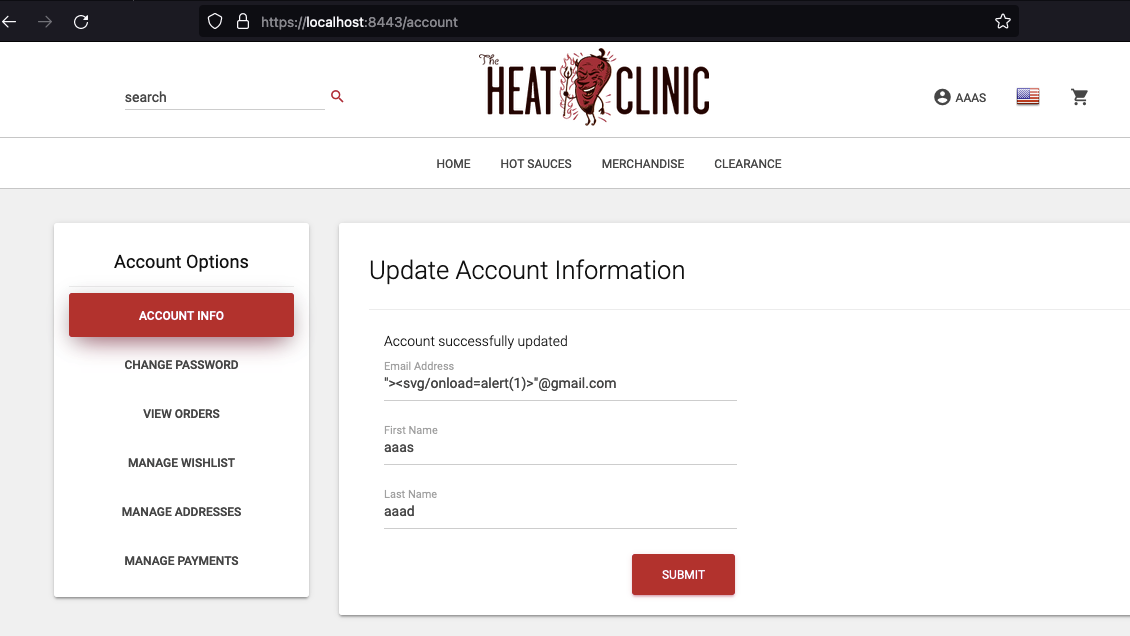 https://localhost:8443/account
search
The
HEAT CLINIC
AAAS
HOME HOT SAUCES MERCHANDISE CLEARANCE
Account Options
ACCOUNT INFO
CHANGE PASSWORD
VIEW ORDERS
MANAGE WISHLIST
MANAGE ADDRESSES
MANAGE PAYMENTS
Update Account Information
Account successfully updated
Email Address
"><svg/onload=alert(1)>"@gmail.com
First Name
aaas
Last Name
aaad
SUBMIT